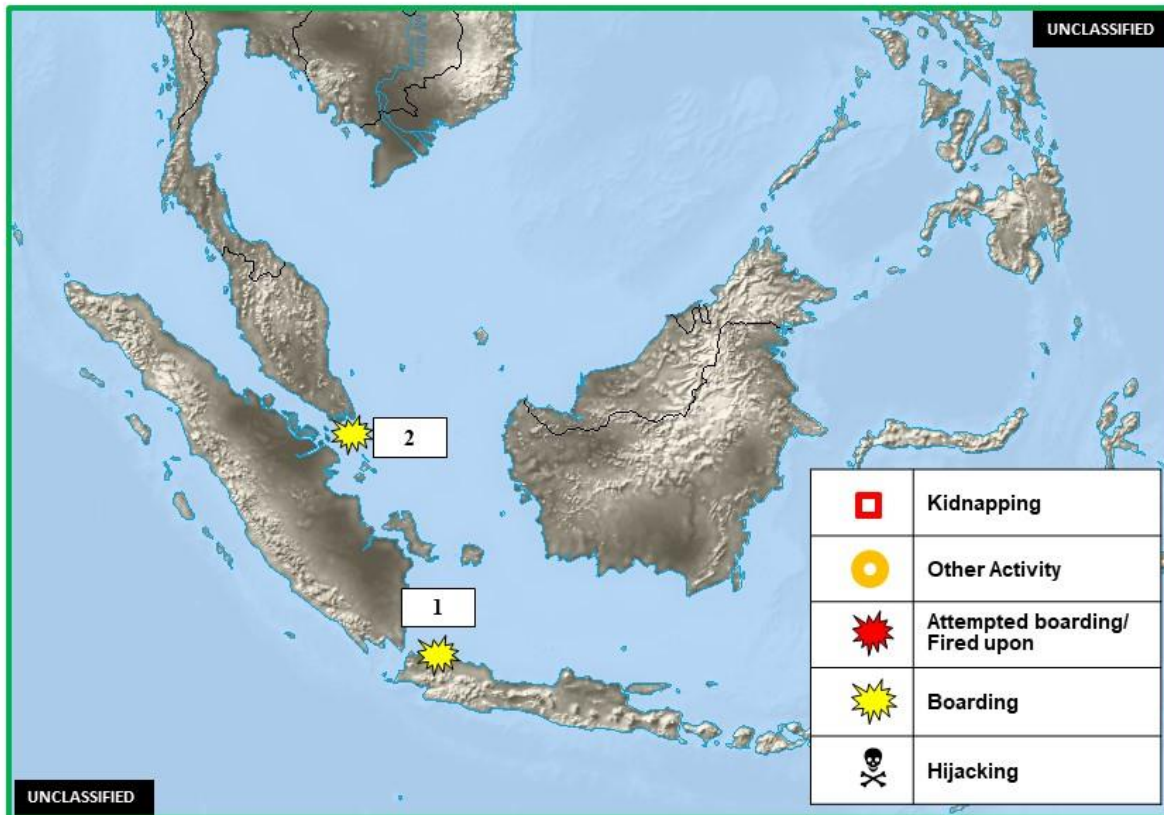 UNCLASSIFIED
2
1
Kidnapping
Other Activity
Attempted boarding/
Fired upon
Boarding
Hijacking
UNCLASSIFIED